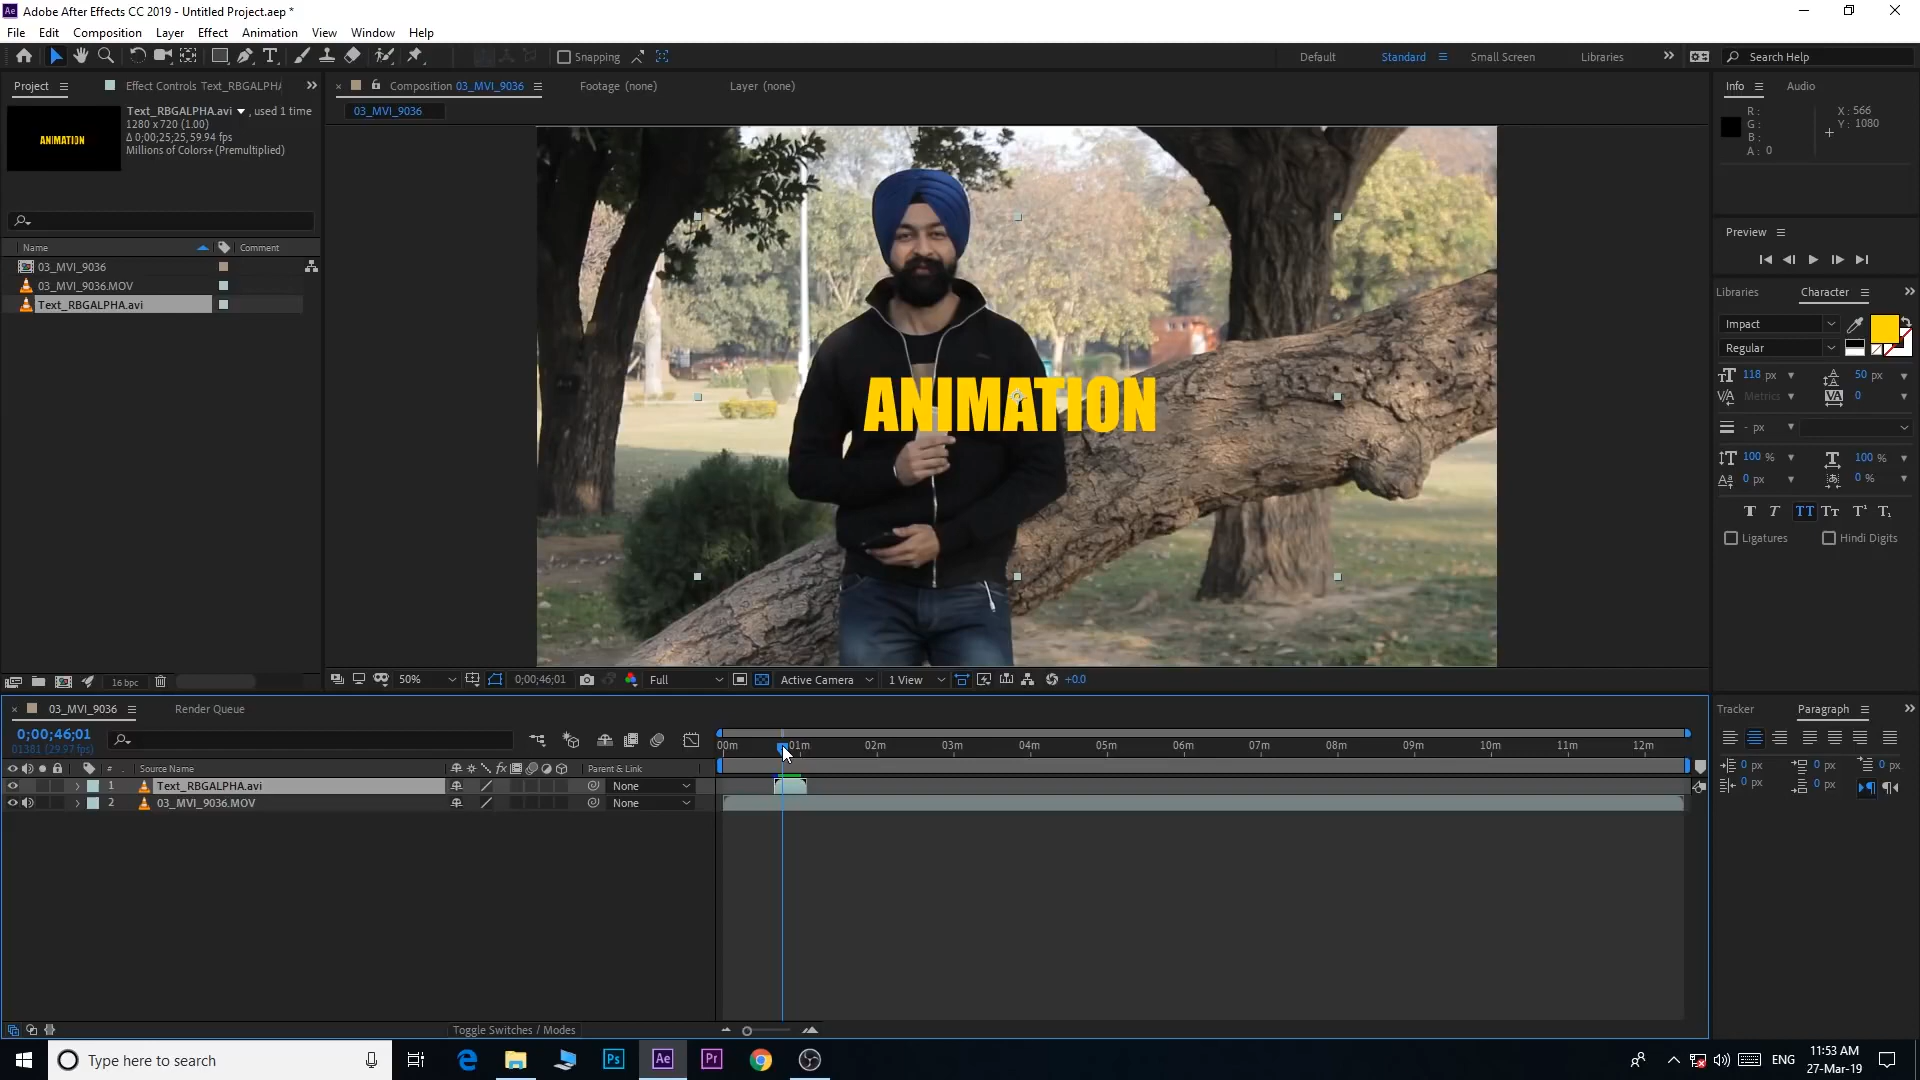 Ae Adobe After Effects CC 2019 - Untitled Project.aep *
File Edit Composition Layer Effect Animation View Window Help
Snapping Default Standard Small Screen Libraries Search Help
Project Effect Controls Text_RBGALPHA
Composition 03_MVI_9036 Footage (none) Layer (none)
Info Audio
03_MVI_9036
Text_RBGALPHA.avi , used 1 time
1280 x 720 (1.00)
Δ 0;00;25;25, 59.94 fps
Millions of Colors+ (Premultiplied)
ANIMATION
R :
G :
B :
A : 0
X : 566
Y : 1080
Name Comment
03_MVI_9036
03_MVI_9036.MOV
Text_RBGALPHA.avi
ANIMATION
Preview
Libraries Character
Impact
Regular
118 px 50 px
Metrics 0
- px
100 % 100 %
0 px 0 %
Ligatures Hindi Digits
16 bpc
50% 0;00;46;01 Full Active Camera 1 View +0.0
03_MVI_9036 Render Queue
Tracker Paragraph
0;00;46;01
01381 (29.97 fps)
00m 01m 02m 03m 04m 05m 06m 07m 08m 09m 10m 11m 12m
# Source Name Parent & Link
1 Text_RBGALPHA.avi None
2 03_MVI_9036.MOV None
0 px 0 px 0 px
0 px 0 px
Toggle Switches / Modes
Type here to search
Ps Ae Pr
ENG
11:53 AM
27-Mar-19